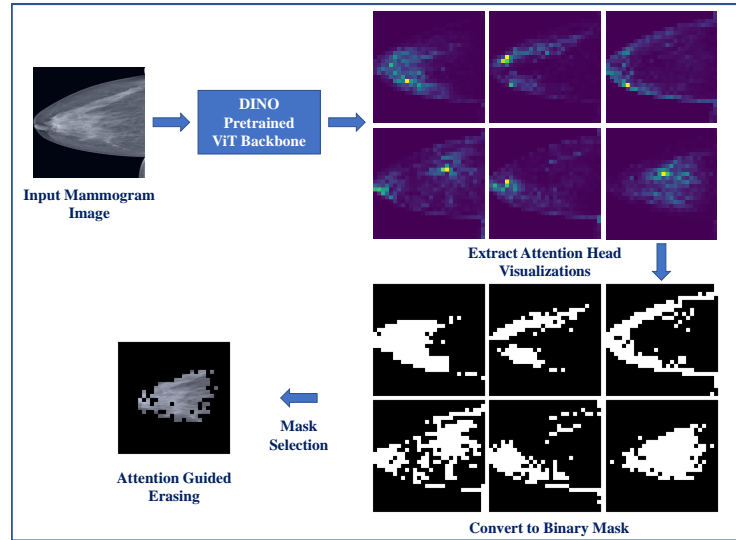 DINO
Pretrained
ViT Backbone
Input Mammogram
Image
Extract Attention Head
Visualizations
Mask
Selection
Attention Guided
Erasing
Convert to Binary Mask